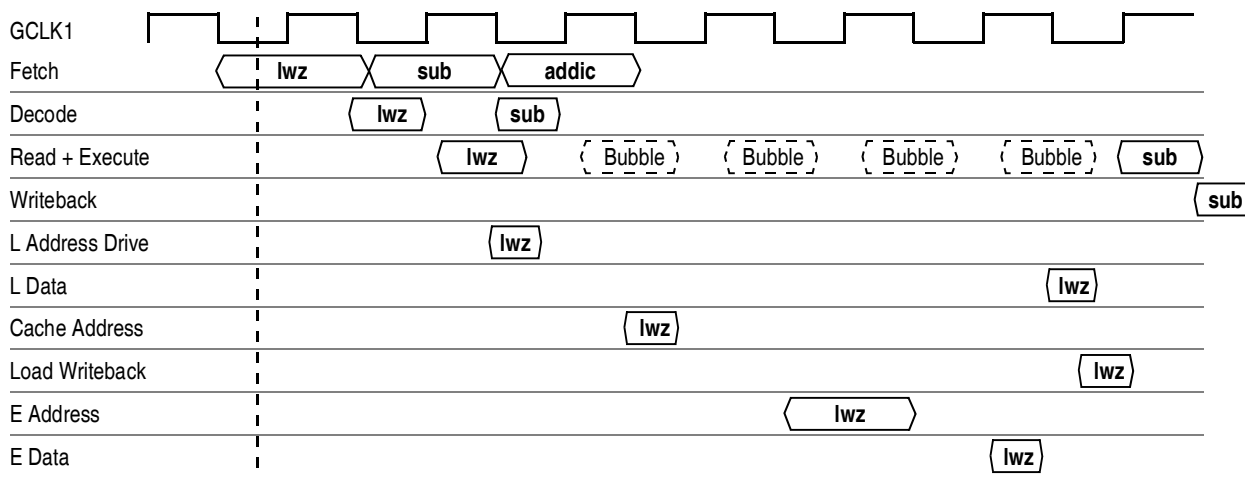 GCLK1
Fetch lwz sub addic
Decode lwz sub
Read + Execute lwz Bubble Bubble Bubble Bubble sub
Writeback sub
L Address Drive lwz
L Data lwz
Cache Address lwz
Load Writeback lwz
E Address lwz
E Data lwz